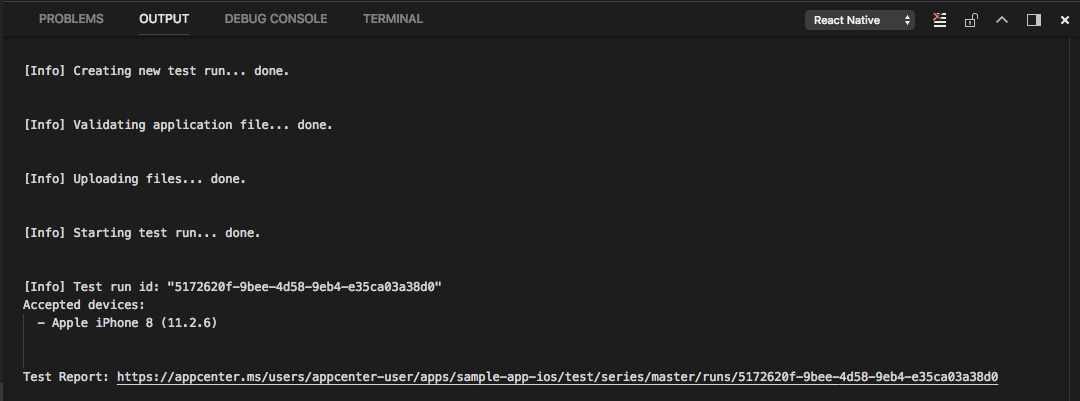 PROBLEMS OUTPUT DEBUG CONSOLE TERMINAL React Native
[Info] Creating new test run... done.
[Info] Validating application file... done.
[Info] Uploading files... done.
[Info] Starting test run... done.
[Info] Test run id: "5172620f-9bee-4d58-9eb4-e35ca03a38d0"
Accepted devices:
- Apple iPhone 8 (11.2.6)
Test Report: https://appcenter.ms/users/appcenter-user/apps/sample-app-ios/test/series/master/runs/5172620f-9bee-4d58-9eb4-e35ca03a38d0